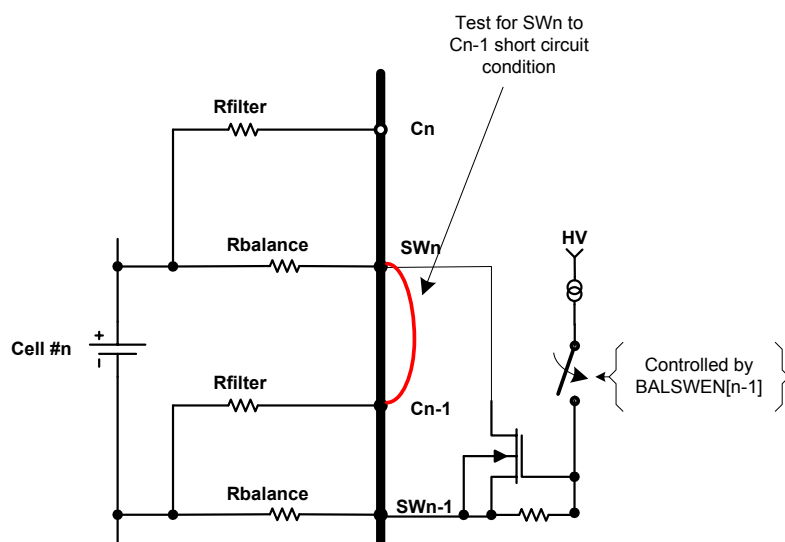 Test for SWn to
Cn-1 short circuit
condition
Rfilter
Cn
Rbalance
SWn
HV
Cell #n
+
Controlled by
BALSWEN[n-1]
Rfilter
Cn-1
Rbalance
SWn-1